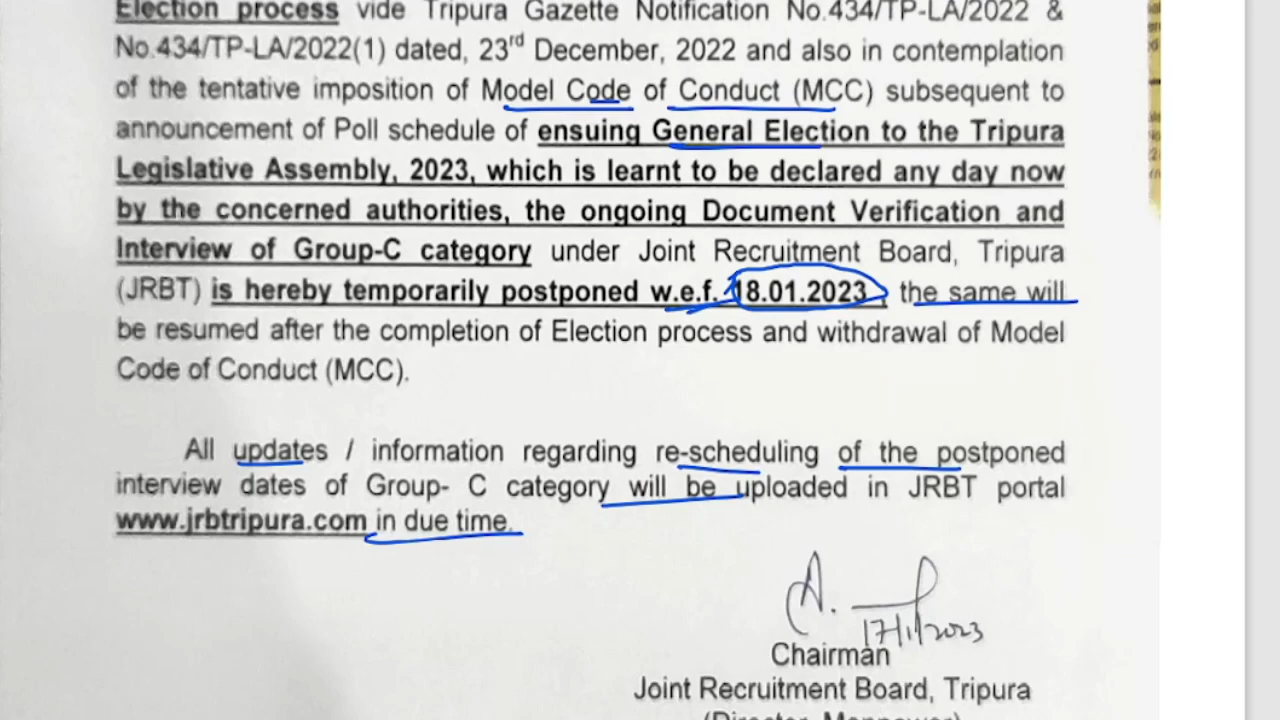 Election process vide Tripura Gazette Notification No.434/TP-LA/2022 &
No.434/TP-LA/2022(1) dated, 23rd December, 2022 and also in contemplation
of the tentative imposition of Model Code of Conduct (MCC) subsequent to
announcement of Poll schedule of ensuing General Election to the Tripura
Legislative Assembly, 2023, which is learnt to be declared any day now
by the concerned authorities, the ongoing Document Verification and
Interview of Group-C category under Joint Recruitment Board, Tripura
(JRBT) is hereby temporarily postponed w.e.f. 18.01.2023, the same will
be resumed after the completion of Election process and withdrawal of Model
Code of Conduct (MCC).
All updates / information regarding re-scheduling of the postponed
interview dates of Group- C category will be uploaded in JRBT portal
www.jrbtripura.com in due time.
17/1/2023
Chairman
Joint Recruitment Board, Tripura
(Director, Manpower)